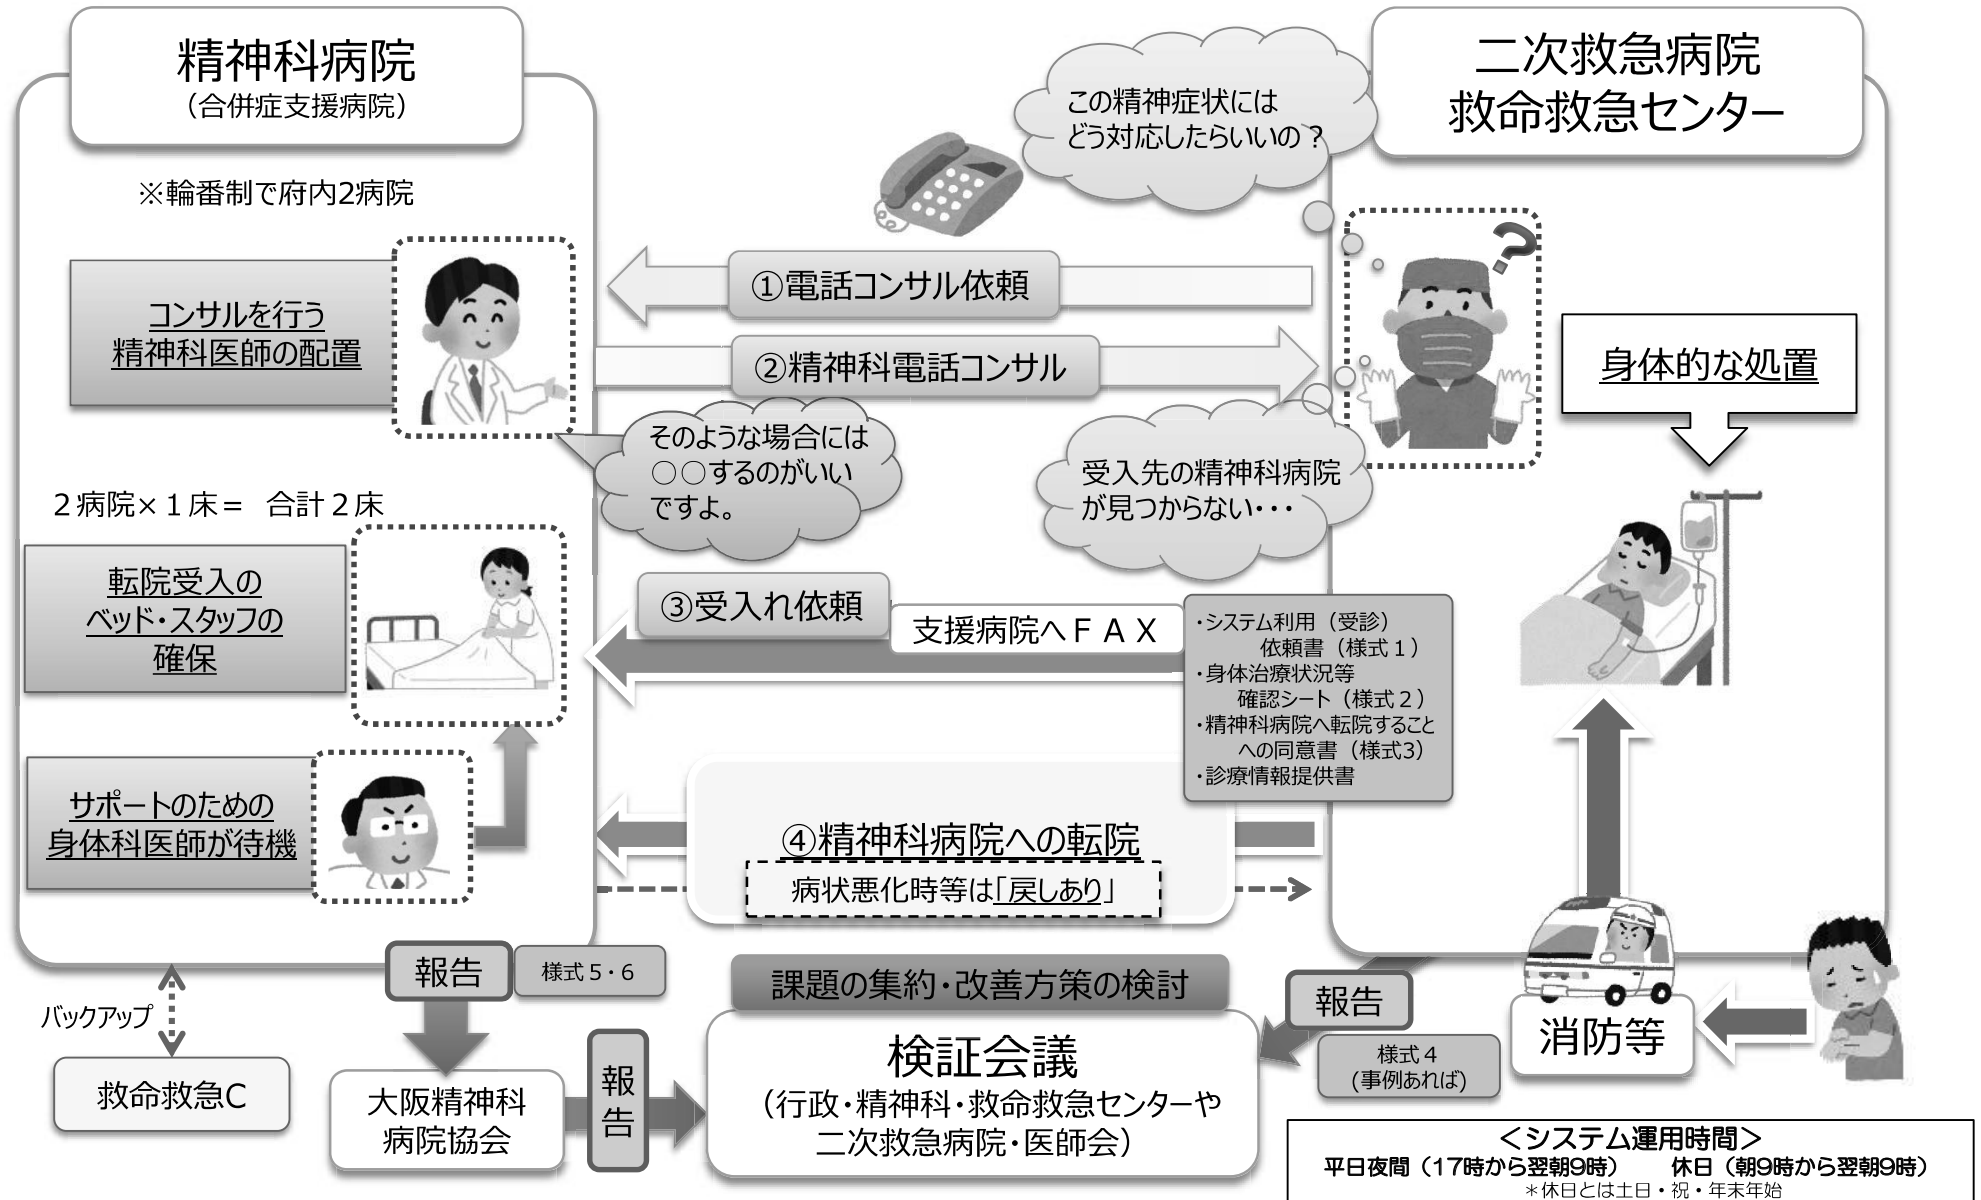 精神科病院
（合併症支援病院）
※輪番制で府内2病院
コンサルを行う
精神科医師の配置
２病院×１床＝ 合計２床
転院受入の
ベッド・スタッフの
確保
サポートのための
身体科医師が待機
二次救急病院
救命救急センター
この精神症状には
どう対応したらいいの？
①電話コンサル依頼
②精神科電話コンサル
そのような場合には
○○するのがいい
ですよ。
受入先の精神科病院
が見つからない・・・
身体的な処置
③受入れ依頼
支援病院へＦＡＸ
・システム利用（受診）
依頼書（様式１）
・身体治療状況等
確認シート（様式２）
・精神科病院へ転院すること
への同意書（様式3）
・診療情報提供書
④精神科病院への転院
病状悪化時等は「戻しあり」
バックアップ
救命救急C
報告
様式５・６
大阪精神科
病院協会
報告
課題の集約・改善方策の検討
検証会議
（行政・精神科・救命救急センターや
二次救急病院・医師会）
報告
様式４
(事例あれば)
消防等
＜システム運用時間＞
平日夜間（17時から翌朝9時） 休日（朝9時から翌朝9時）
＊休日とは土日・祝・年末年始